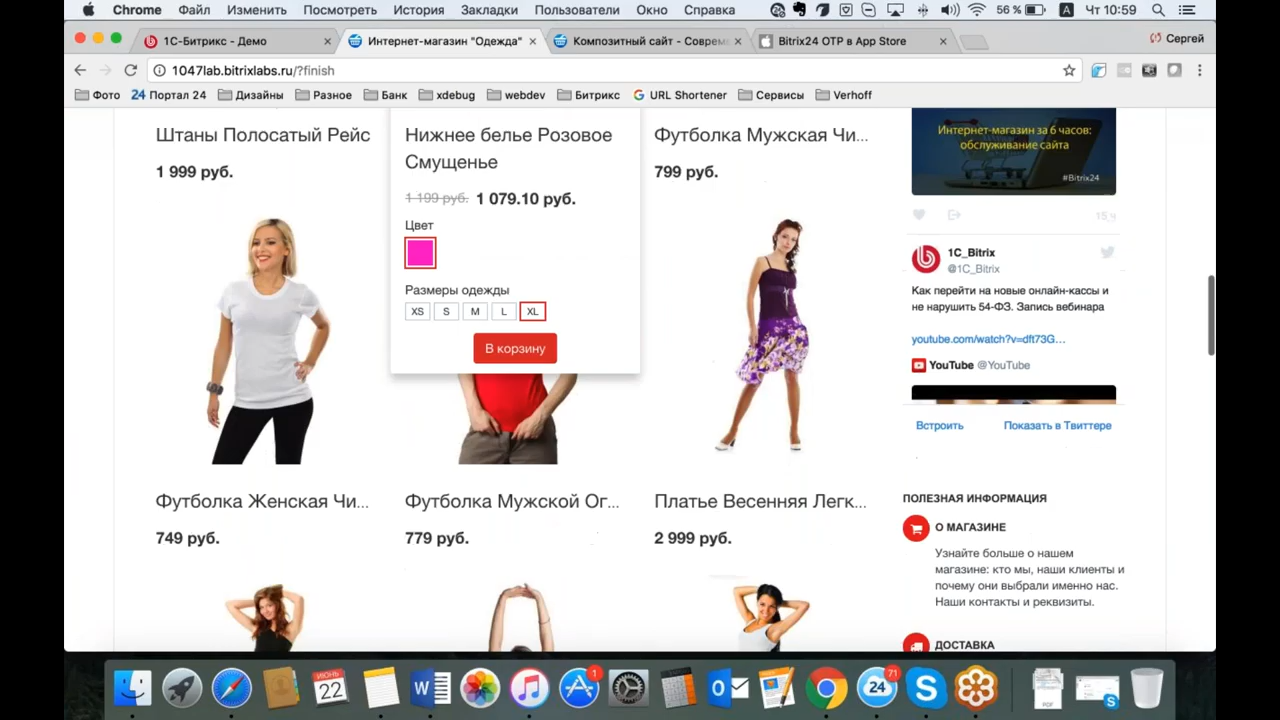 Chrome Файл Изменить Просмотреть История Закладки Пользователи Окно Справка 56 % A Чт 10:59
1С-Битрикс - Демо
Интернет-магазин "Одежда"
Композитный сайт - Соврем
Bitrix24 OTP в App Store
Сергей
1047lab.bitrixlabs.ru/?finish
Фото 24 Портал 24 Дизайны Разное Банк xdebug webdev Битрикс URL Shortener Сервисы Verhoff
Штаны Полосатый Рейс
1 999 руб.
Нижнее белье Розовое
Смущенье
1 199 руб. 1 079.10 руб.
Цвет
Размеры одежды
XS S M L XL
В корзину
Футболка Мужская Чи...
799 руб.
Футболка Женская Чи...
749 руб.
Футболка Мужской Ог...
779 руб.
Платье Весенняя Легк...
2 999 руб.
Интернет-магазин за 6 часов:
обслуживание сайта
#Bitrix24
15 ч
1C_Bitrix
@1C_Bitrix
Как перейти на новые онлайн-кассы и
не нарушить 54-ФЗ. Запись вебинара
youtube.com/watch?v=dft73G...
YouTube @YouTube
Встроить Показать в Твиттере
ПОЛЕЗНАЯ ИНФОРМАЦИЯ
О МАГАЗИНЕ
Узнайте больше о нашем
магазине: кто мы, наши клиенты и
почему они выбрали именно нас.
Наши контакты и реквизиты.
ДОСТАВКА
ИЮНЬ
22
W
1
O
24
71
S
PDF
S